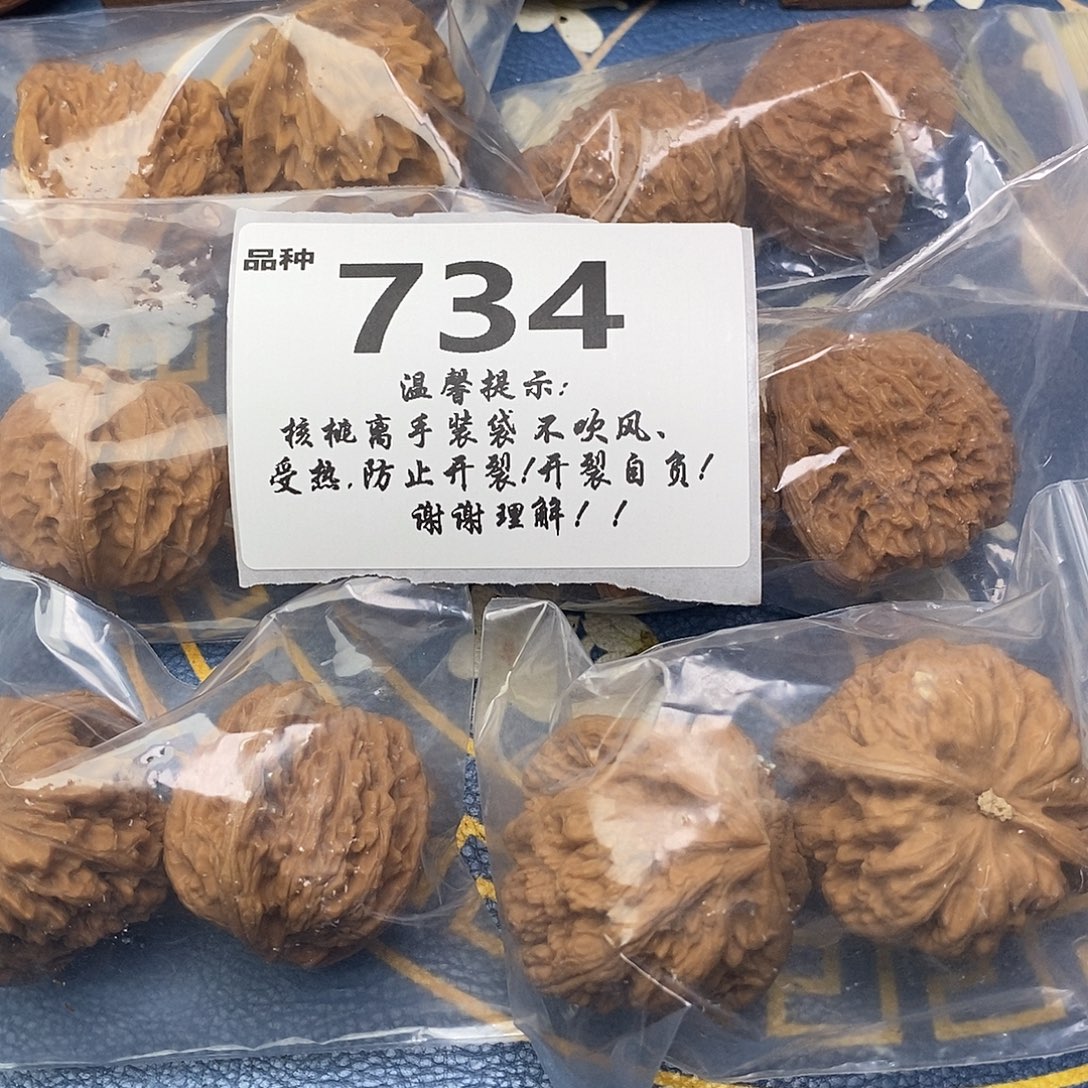 品种
734
温馨提示:
核桃离手装袋不吹风、
受热,防止开裂!开裂自负!
谢谢理解!!